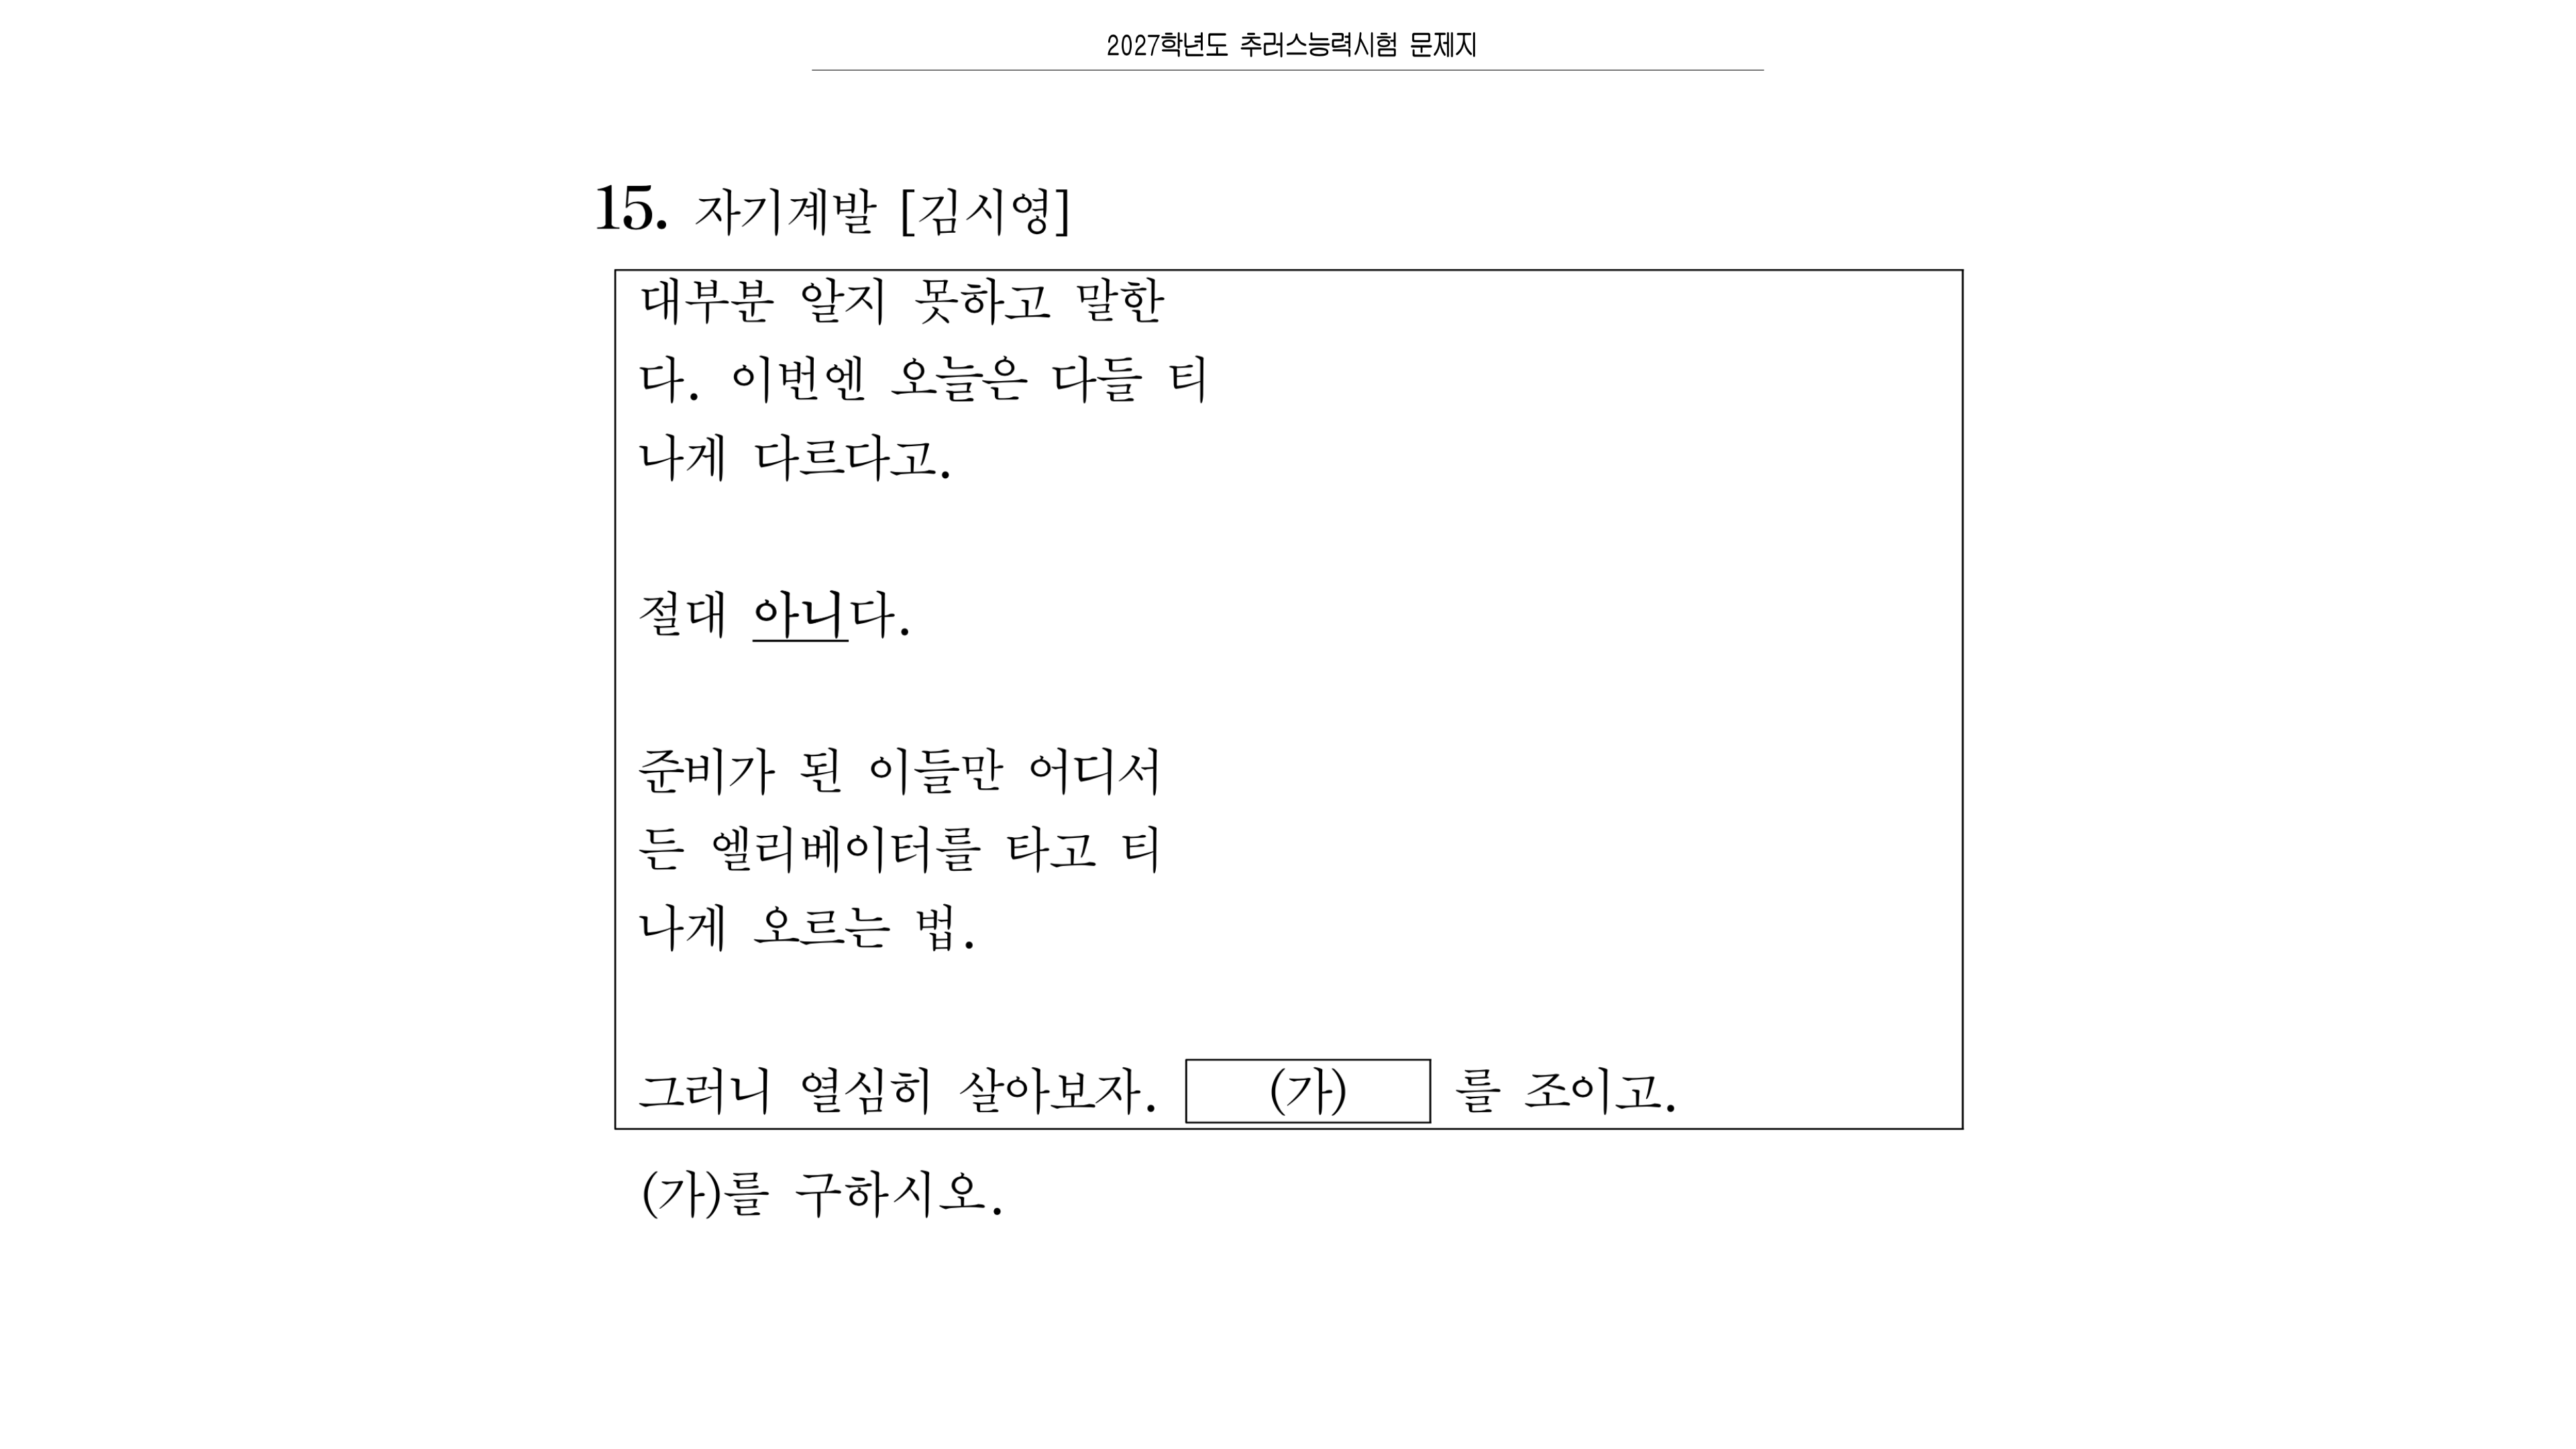 2027학년도 추러스능력시험 문제지
15. 자기계발 [김시영]
대부분 알지 못하고 말한
다. 이번엔 오늘은 다들 티
나게 다르다고.
절대 아니다.
준비가 된 이들만 어디서
든 엘리베이터를 타고 티
나게 오르는 법.
그러니 열심히 살아보자. (가) 를 조이고.
(가)를 구하시오.